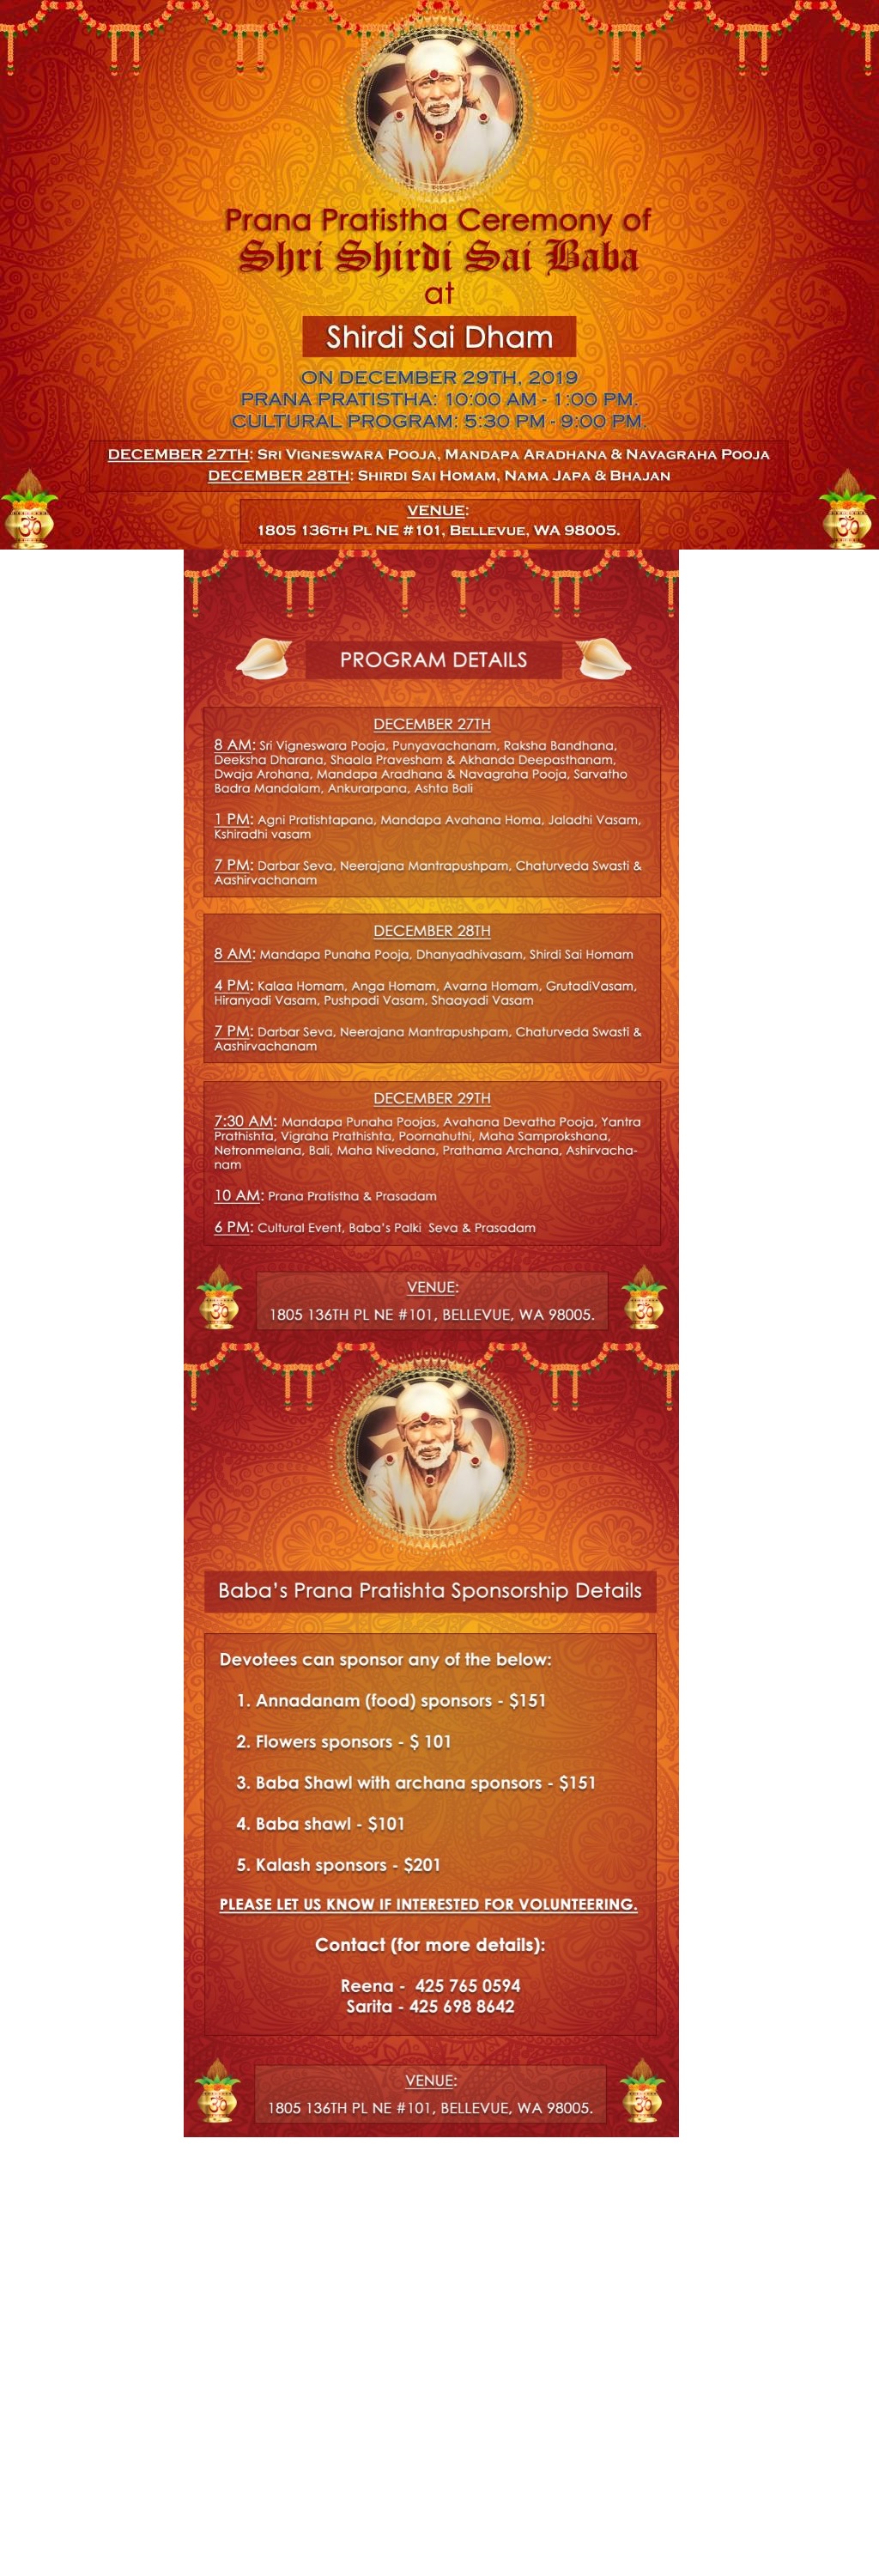 Prana Pratistha Ceremony of
Shri Shirdi Sai Baba
at
Shirdi Sai Dham
ON DECEMBER 29TH, 2019
PRANA PRATISTHA: 10:00 AM - 1:00 PM.
CULTURAL PROGRAM: 5:30 PM - 9:00 PM.
DECEMBER 27TH: SRI VIGNESWARA POOJA, MANDAPA ARADHANA & NAVAGRAHA POOJA
DECEMBER 28TH: SHIRDI SAI HOMAM, NAMA JAPA & BHAJAN
VENUE:
1805 136TH PL NE #101, BELLEVUE, WA 98005.
ॐ
ॐ
PROGRAM DETAILS
DECEMBER 27TH
8 AM: Sri Vigneswara Pooja, Punyavachanam, Raksha Bandhana,
Deeksha Dharana, Shaala Pravesham & Akhanda Deepasthanam,
Dwaja Arohana, Mandapa Aradhana & Navagraha Pooja, Sarvatho
Badra Mandalam, Ankurarpana, Ashta Bali
1 PM: Agni Pratishtapana, Mandapa Avahana Homa, Jaladhi Vasam,
Kshiradhi vasam
7 PM: Darbar Seva, Neerajana Mantrapushpam, Chaturveda Swasti &
Aashirvachanam
DECEMBER 28TH
8 AM: Mandapa Punaha Pooja, Dhanyadhivasam, Shirdi Sai Homam
4 PM: Kalaa Homam, Anga Homam, Avarna Homam, GrutadiVasam,
Hiranyadi Vasam, Pushpadi Vasam, Shaayadi Vasam
7 PM: Darbar Seva, Neerajana Mantrapushpam, Chaturveda Swasti &
Aashirvachanam
DECEMBER 29TH
7:30 AM: Mandapa Punaha Poojas, Avahana Devatha Pooja, Yantra
Prathishta, Vigraha Prathishta, Poornahuthi, Maha Samprokshana,
Netronmelana, Bali, Maha Nivedana, Prathama Archana, Ashirvacha-
nam
10 AM: Prana Pratistha & Prasadam
6 PM: Cultural Event, Baba's Palki Seva & Prasadam
VENUE:
1805 136TH PL NE #101, BELLEVUE, WA 98005.
ॐ
ॐ
Baba's Prana Pratishta Sponsorship Details
Devotees can sponsor any of the below:
1. Annadanam (food) sponsors - $151
2. Flowers sponsors - $ 101
3. Baba Shawl with archana sponsors - $151
4. Baba shawl - $101
5. Kalash sponsors - $201
PLEASE LET US KNOW IF INTERESTED FOR VOLUNTEERING.
Contact (for more details):
Reena - 425 765 0594
Sarita - 425 698 8642
VENUE:
1805 136TH PL NE #101, BELLEVUE, WA 98005.
ॐ
ॐ